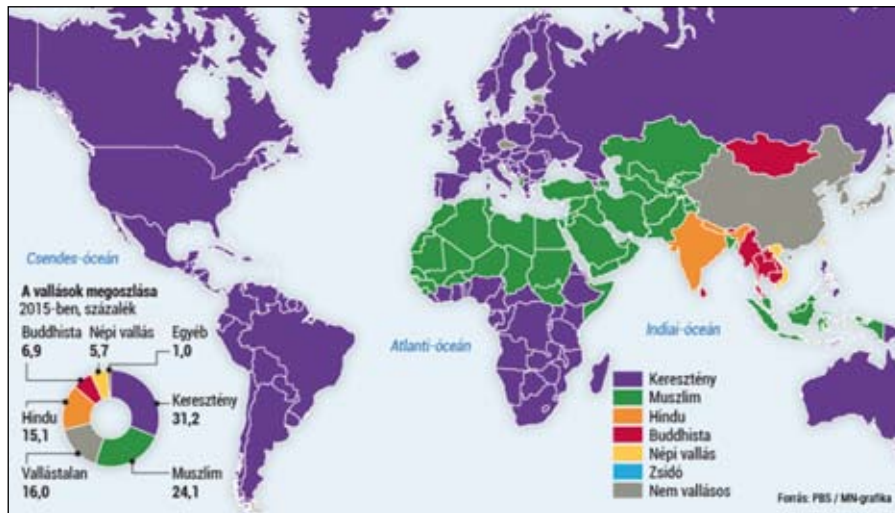 Csendes-óceán
A vallások megoszlása
2015-ben, százalék
Buddhista
6,9
Népi vallás
5,7
Egyéb
1,0
Keresztény
31,2
Hindu
15,1
Vallástalan
16,0
Muszlim
24,1
Atlanti-óceán
Indiai-óceán
Keresztény
Muszlim
Hindu
Buddhista
Népi vallás
Zsidó
Nem vallásos
Forrás: PBS / MN-grafika